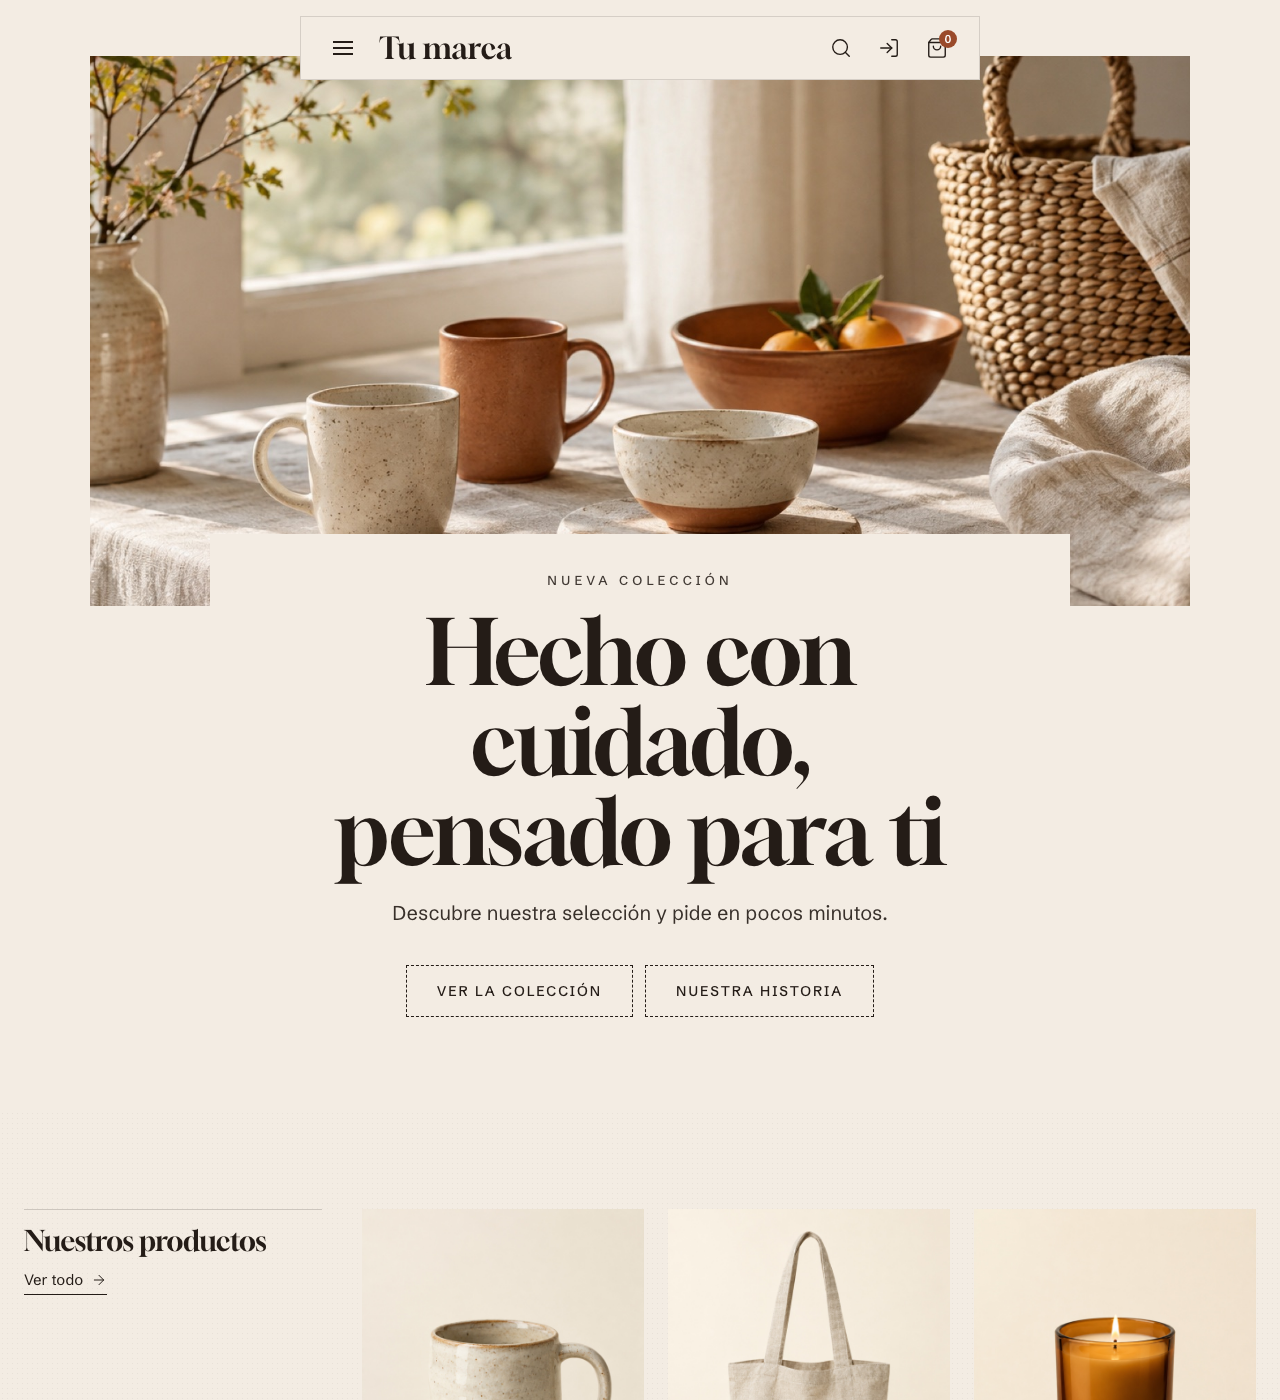 Tu marca
0
NUEVA COLECCIÓN
Hecho con
cuidado,
pensado para ti
Descubre nuestra selección y pide en pocos minutos.
VER LA COLECCIÓN
NUESTRA HISTORIA
Nuestros productos
Ver todo